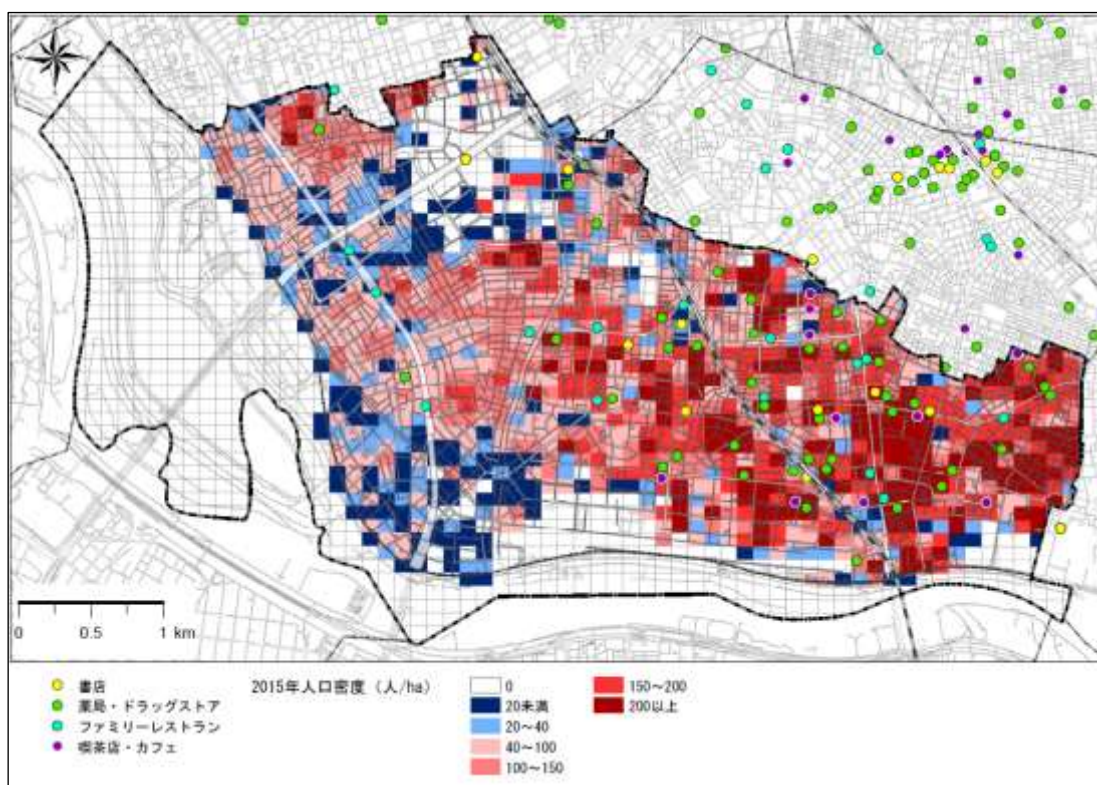 0 0.5 1 km
書店
薬局・ドラッグストア
ファミリーレストラン
喫茶店・カフェ
2015年人口密度（人/ha）
0
20未満
20～40
40～100
100～150
150～200
200以上